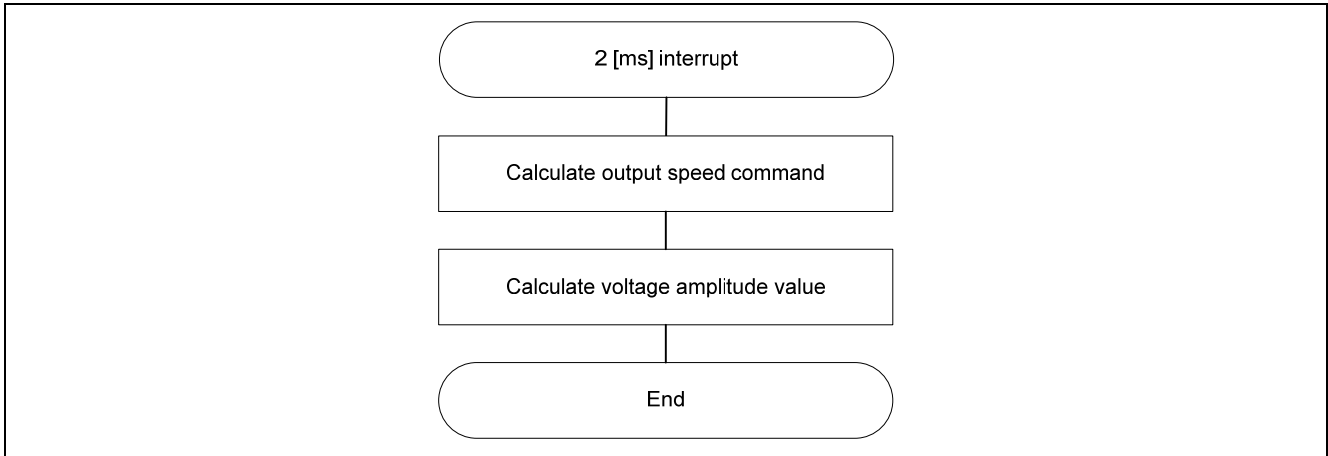 2 [ms] interrupt
Calculate output speed command
Calculate voltage amplitude value
End